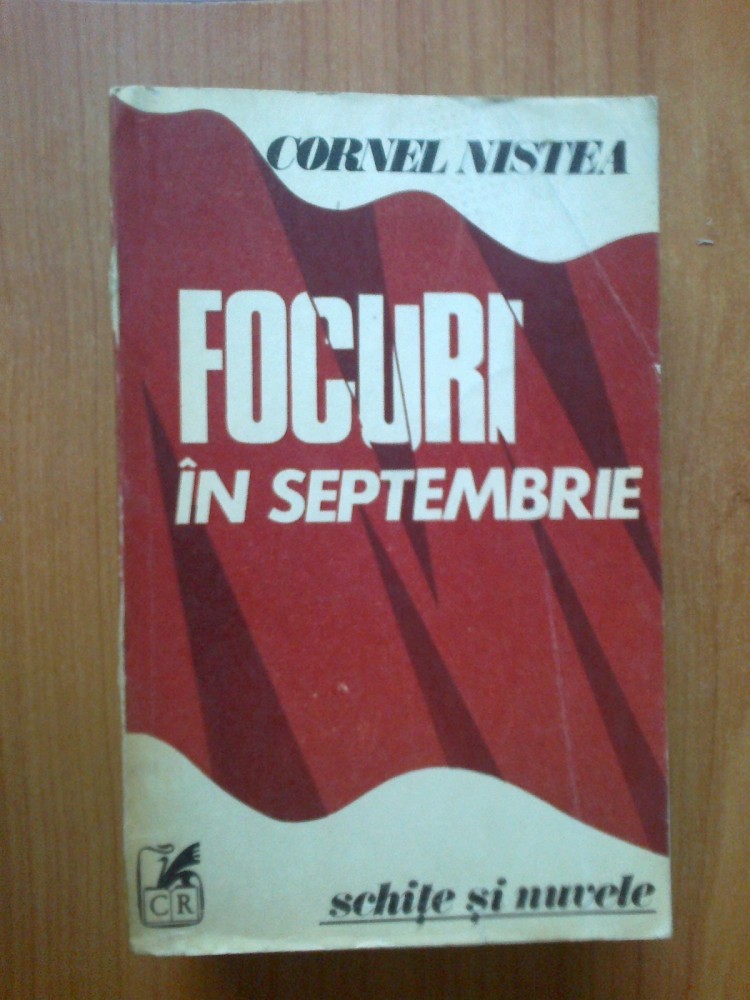 CORNEL NISTEA
FOCURI
ÎN SEPTEMBRIE
CR
schițe și nuvele